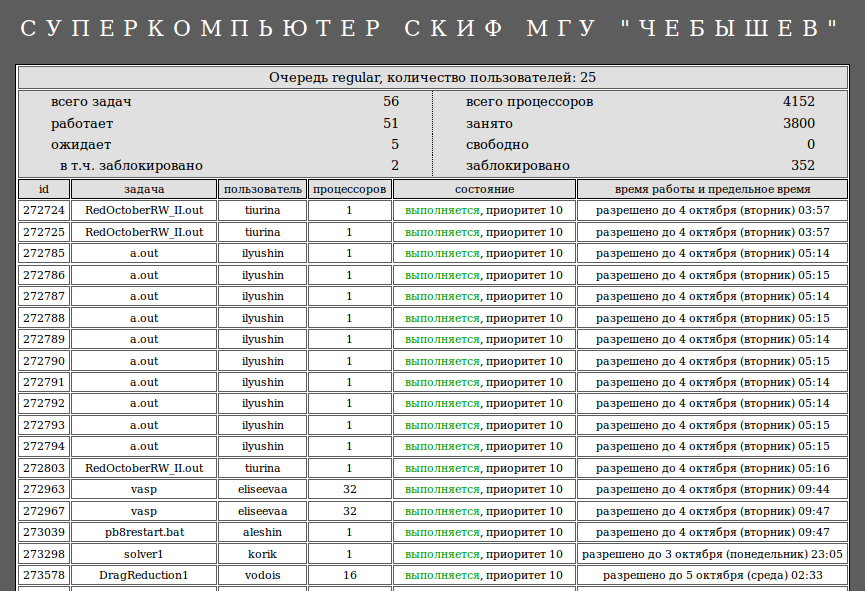 СУПЕРКОМПЬЮТЕР СКИФ МГУ "ЧЕБЫШЕВ"
Очередь regular, количество пользователей: 25
всего задач 56 всего процессоров 4152
работает 51 занято 3800
ожидает 5 свободно 0
в т.ч. заблокировано 2 заблокировано 352
id задача пользователь процессоров состояние время работы и предельное время
272724 RedOctoberRW_II.out tiurina 1 выполняется, приоритет 10 разрешено до 4 октября (вторник) 03:57
272725 RedOctoberRW_II.out tiurina 1 выполняется, приоритет 10 разрешено до 4 октября (вторник) 03:57
272785 a.out ilyushin 1 выполняется, приоритет 10 разрешено до 4 октября (вторник) 05:14
272786 a.out ilyushin 1 выполняется, приоритет 10 разрешено до 4 октября (вторник) 05:15
272787 a.out ilyushin 1 выполняется, приоритет 10 разрешено до 4 октября (вторник) 05:14
272788 a.out ilyushin 1 выполняется, приоритет 10 разрешено до 4 октября (вторник) 05:15
272789 a.out ilyushin 1 выполняется, приоритет 10 разрешено до 4 октября (вторник) 05:14
272790 a.out ilyushin 1 выполняется, приоритет 10 разрешено до 4 октября (вторник) 05:15
272791 a.out ilyushin 1 выполняется, приоритет 10 разрешено до 4 октября (вторник) 05:14
272792 a.out ilyushin 1 выполняется, приоритет 10 разрешено до 4 октября (вторник) 05:14
272793 a.out ilyushin 1 выполняется, приоритет 10 разрешено до 4 октября (вторник) 05:15
272794 a.out ilyushin 1 выполняется, приоритет 10 разрешено до 4 октября (вторник) 05:15
272803 RedOctoberRW_II.out tiurina 1 выполняется, приоритет 10 разрешено до 4 октября (вторник) 05:16
272963 vasp eliseevaa 32 выполняется, приоритет 10 разрешено до 4 октября (вторник) 09:44
272967 vasp eliseevaa 32 выполняется, приоритет 10 разрешено до 4 октября (вторник) 09:47
273039 pb8restart.bat aleshin 1 выполняется, приоритет 10 разрешено до 4 октября (вторник) 09:47
273298 solver1 korik 1 выполняется, приоритет 10 разрешено до 3 октября (понедельник) 23:05
273578 DragReduction1 vodois 16 выполняется, приоритет 10 разрешено до 5 октября (среда) 02:33